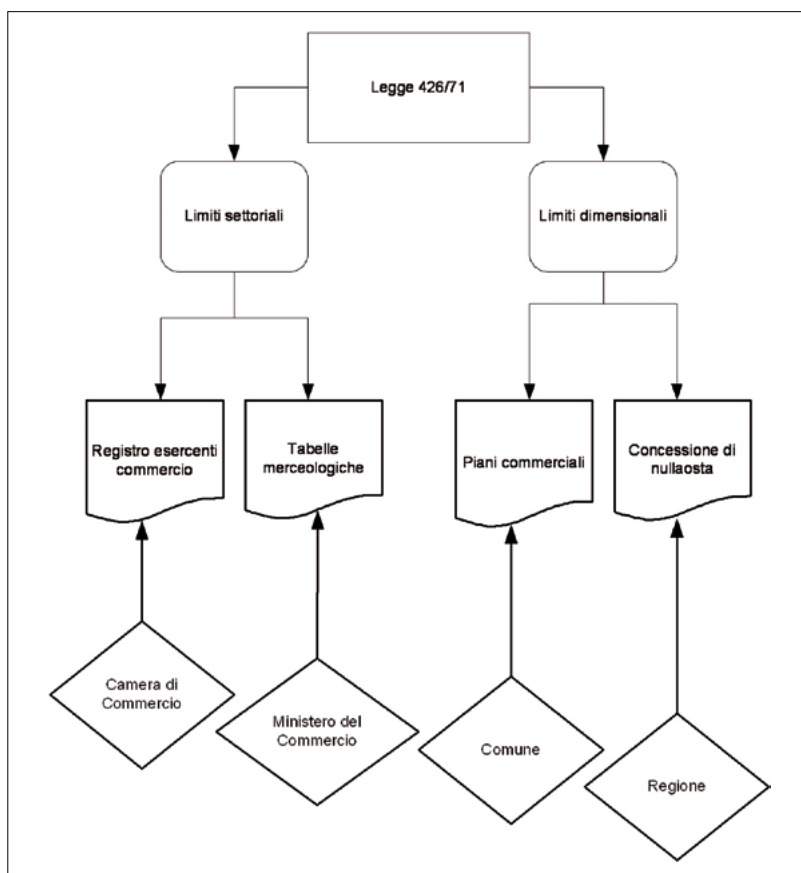 Legge 426/71
Limiti settoriali
Limiti dimensionali
Registro esercenti
commercio
Tabelle
merceologiche
Piani commerciali
Concessione di
nullaosta
Camera di
Commercio
Ministero del
Commercio
Comune
Regione